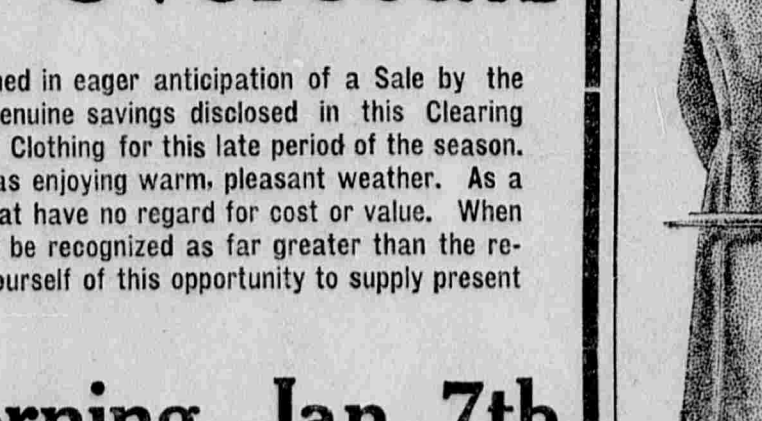 ned in eager anticipation of a Sale by the
enuine savings disclosed in this Clearing
Clothing for this late period of the season.
as enjoying warm, pleasant weather. As a
at have no regard for cost or value. When
be recognized as far greater than the re-
ourself of this opportunity to supply present
rning, Jan. 7th